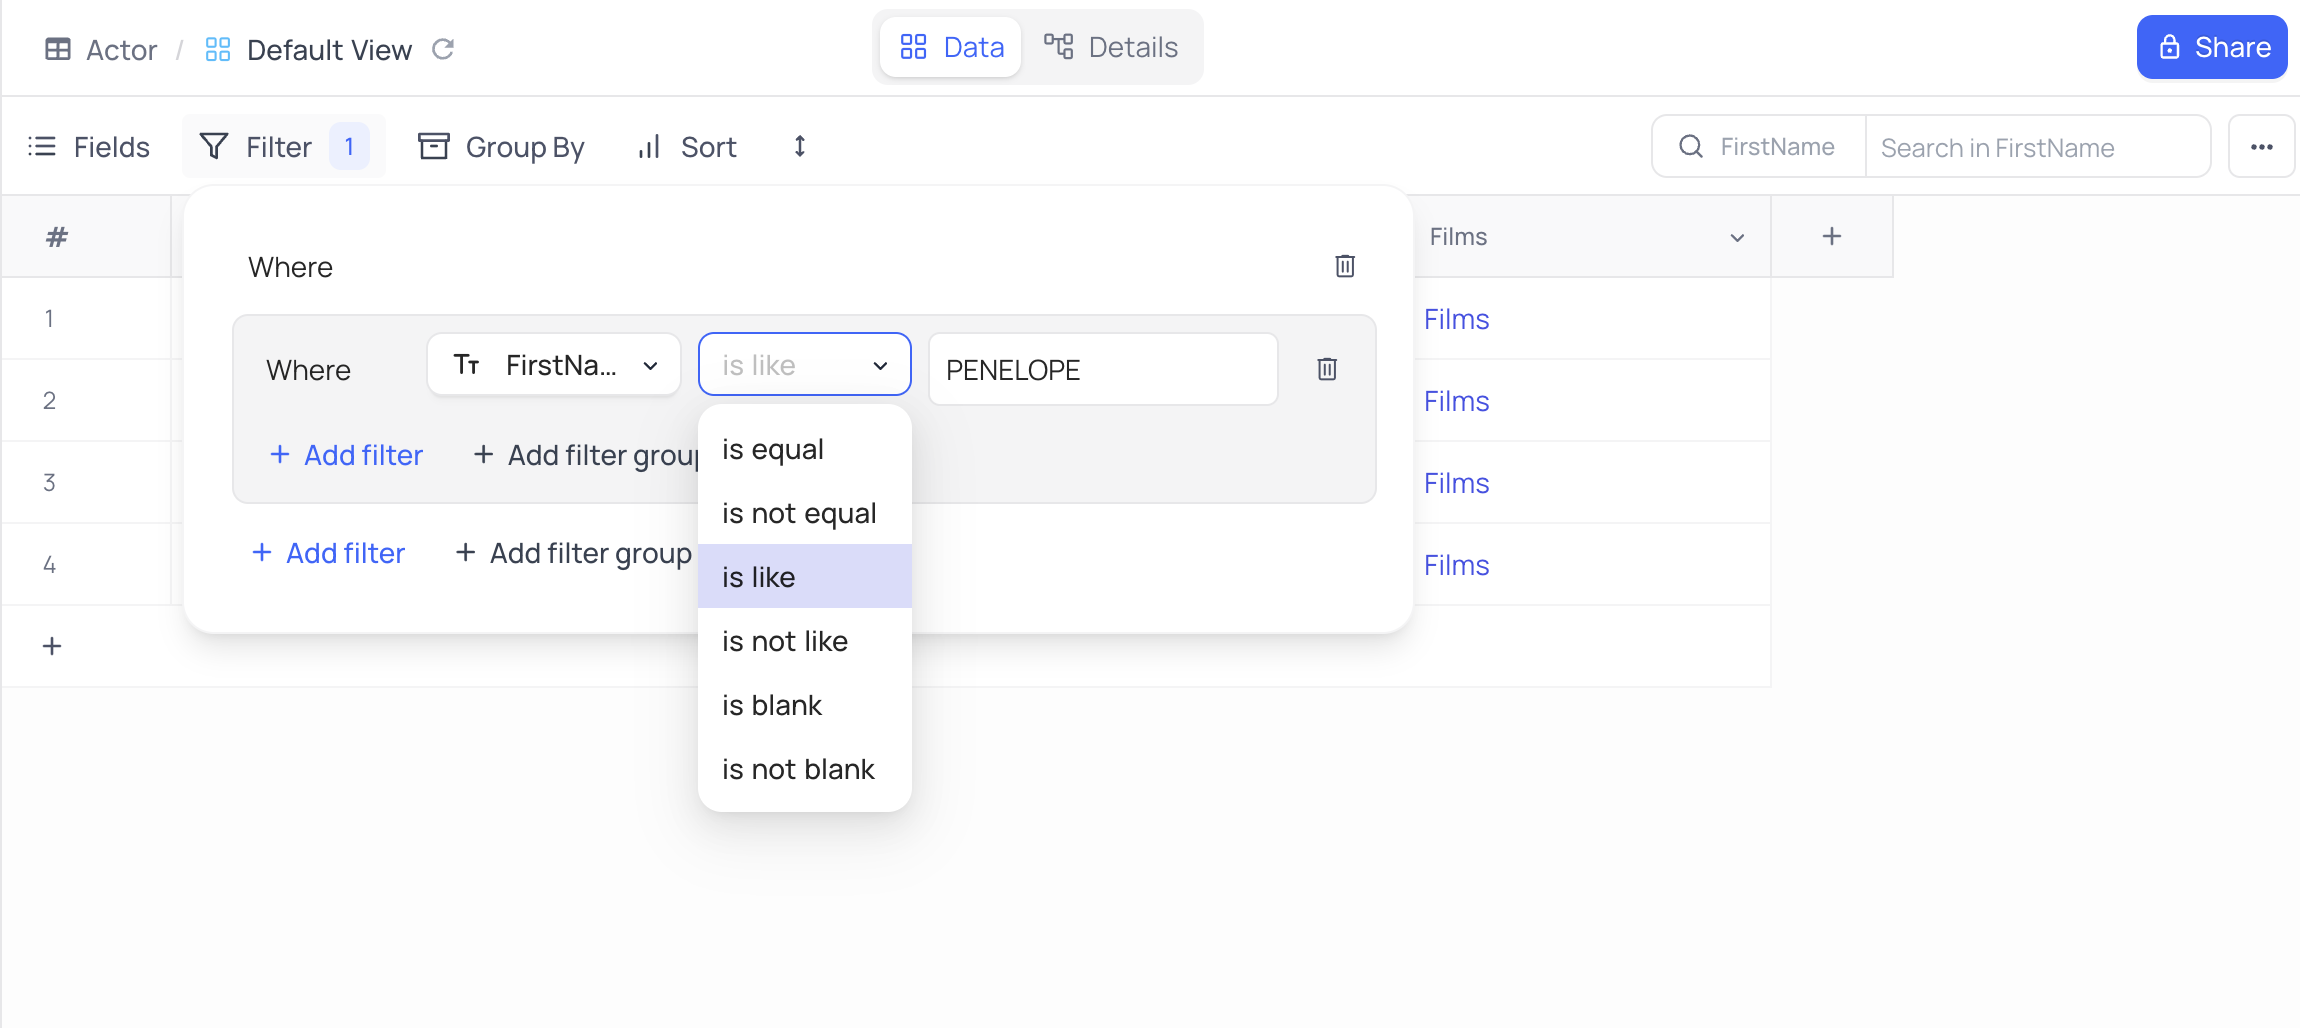 Actor / Default View
Data
Details
Share
Fields
Filter 1
Group By
Sort
FirstName
Search in FirstName
#
Films
+
Where
1
Films
Where
FirstNa...
is like
PENELOPE
2
Films
+ Add filter
+ Add filter group
is equal
3
Films
is not equal
+ Add filter
+ Add filter group
4
Films
is like
+
is not like
is blank
is not blank